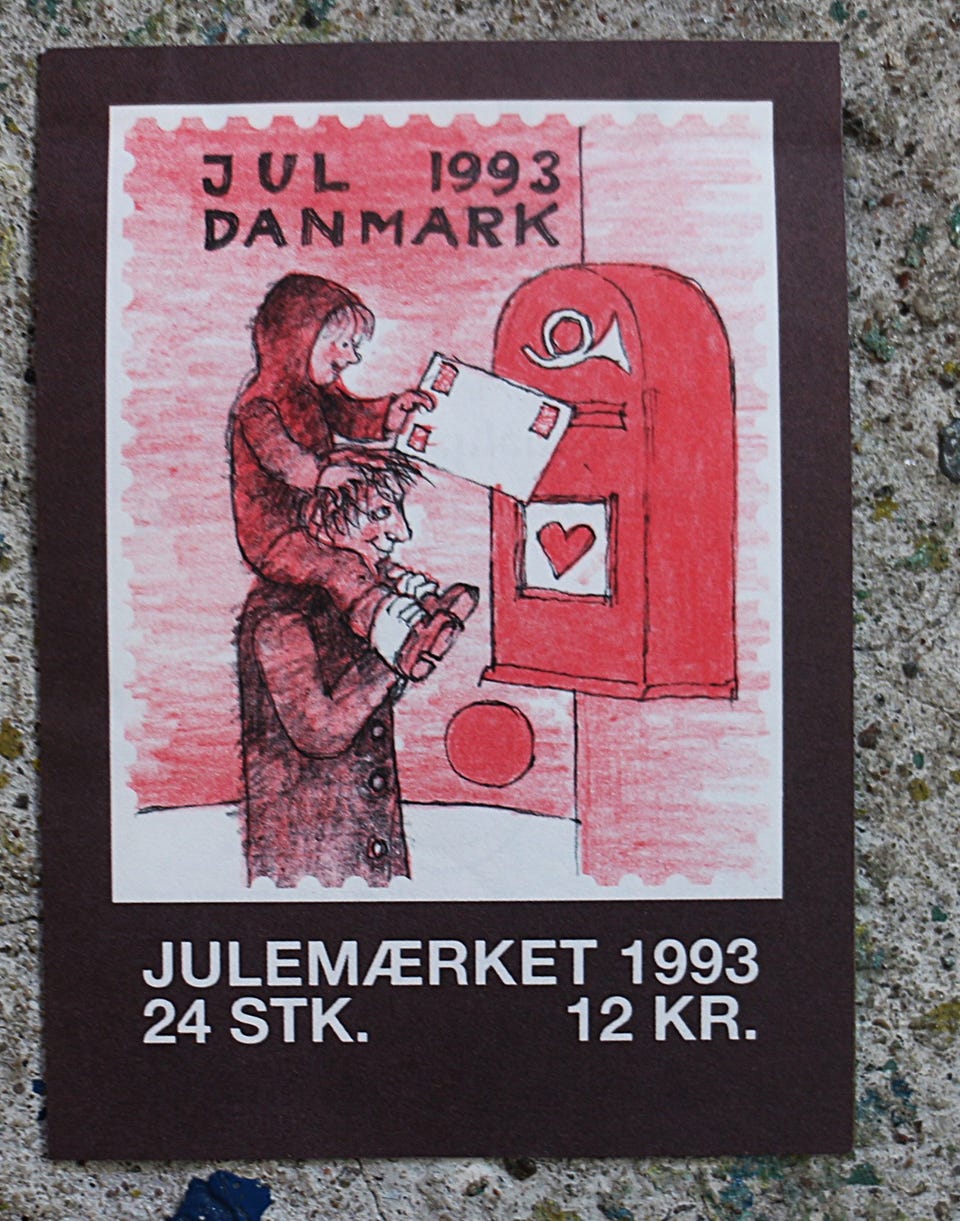 JUL 1993
DANMARK
JULEMÆRKET 1993
24 STK. 12 KR.